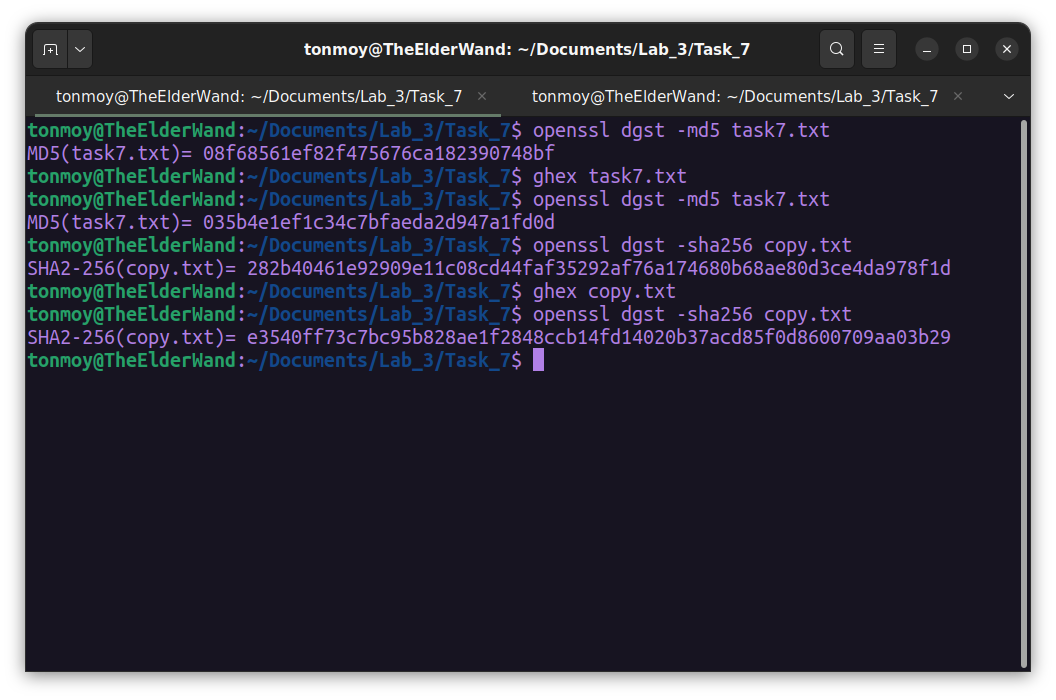 tonmoy@TheElderWand: ~/Documents/Lab_3/Task_7
tonmoy@TheElderWand: ~/Documents/Lab_3/Task_7 tonmoy@TheElderWand: ~/Documents/Lab_3/Task_7
tonmoy@TheElderWand:~/Documents/Lab_3/Task_7$ openssl dgst -md5 task7.txt
MD5(task7.txt)= 08f68561ef82f475676ca182390748bf
tonmoy@TheElderWand:~/Documents/Lab_3/Task_7$ ghex task7.txt
tonmoy@TheElderWand:~/Documents/Lab_3/Task_7$ openssl dgst -md5 task7.txt
MD5(task7.txt)= 035b4e1ef1c34c7bfaeda2d947a1fd0d
tonmoy@TheElderWand:~/Documents/Lab_3/Task_7$ openssl dgst -sha256 copy.txt
SHA2-256(copy.txt)= 282b40461e92909e11c08cd44faf35292af76a174680b68ae80d3ce4da978f1d
tonmoy@TheElderWand:~/Documents/Lab_3/Task_7$ ghex copy.txt
tonmoy@TheElderWand:~/Documents/Lab_3/Task_7$ openssl dgst -sha256 copy.txt
SHA2-256(copy.txt)= e3540ff73c7bc95b828ae1f2848ccb14fd14020b37acd85f0d8600709aa03b29
tonmoy@TheElderWand:~/Documents/Lab_3/Task_7$